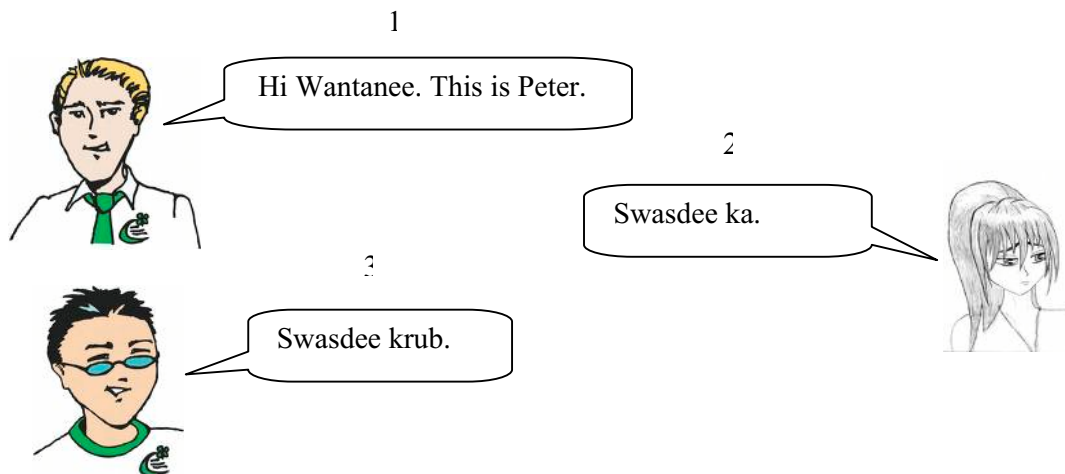 1
Hi Wantanee. This is Peter.
2
Swasdee ka.
3
Swasdee krub.